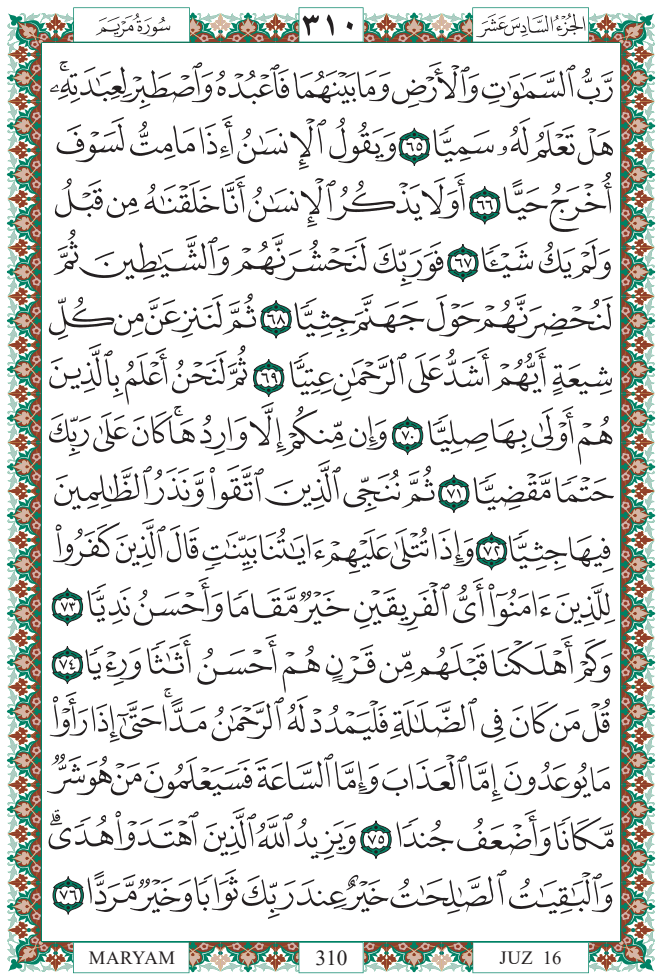 سُورَةُ مَرْيَمَ ٣١٠ الجُزْءُ السَّادِسَ عَشَرَ
رَّبُّ ٱلسَّمَٰوَٰتِ وَٱلْأَرْضِ وَمَا بَيْنَهُمَا فَٱعْبُدْهُ وَٱصْطَبِرْ لِعِبَٰدَتِهِۦۚ
هَلْ تَعْلَمُ لَهُۥ سَمِيًّا ٦٥ وَيَقُولُ ٱلْإِنسَٰنُ أَءِذَا مَا مِتُّ لَسَوْفَ
أُخْرَجُ حَيًّا ٦٦ أَوَلَا يَذْكُرُ ٱلْإِنسَٰنُ أَنَّا خَلَقْنَٰهُ مِن قَبْلُ
وَلَمْ يَكُ شَيْـًٔا ٦٧ فَوَرَبِّكَ لَنَحْشُرَنَّهُمْ وَٱلشَّيَٰطِينَ ثُمَّ
لَنُحْضِرَنَّهُمْ حَوْلَ جَهَنَّمَ جِثِيًّا ٦٨ ثُمَّ لَنَنزِعَنَّ مِن كُلِّ
شِيعَةٍ أَيُّهُمْ أَشَدُّ عَلَى ٱلرَّحْمَٰنِ عِتِيًّا ٦٩ ثُمَّ لَنَحْنُ أَعْلَمُ بِٱلَّذِينَ
هُمْ أَوْلَىٰ بِهَا صِلِيًّا ٧٠ وَإِن مِّنكُمْ إِلَّا وَارِدُهَاۚ كَانَ عَلَىٰ رَبِّكَ
حَتْمًا مَّقْضِيًّا ٧١ ثُمَّ نُنَجِّى ٱلَّذِينَ ٱتَّقَوا۟ وَّنَذَرُ ٱلظَّٰلِمِينَ
فِيهَا جِثِيًّا ٧٢ وَإِذَا تُتْلَىٰ عَلَيْهِمْ ءَايَٰتُنَا بَيِّنَٰتٍ قَالَ ٱلَّذِينَ كَفَرُوا۟
لِلَّذِينَ ءَامَنُوٓا۟ أَىُّ ٱلْفَرِيقَيْنِ خَيْرٌ مَّقَامًا وَأَحْسَنُ نَدِيًّا ٧٣
وَكَمْ أَهْلَكْنَا قَبْلَهُم مِّن قَرْنٍ هُمْ أَحْسَنُ أَثَٰثًا وَرِءْيًا ٧٤
قُلْ مَن كَانَ فِى ٱلضَّلَٰلَةِ فَلْيَمْدُدْ لَهُ ٱلرَّحْمَٰنُ مَدًّاۚ حَتَّىٰٓ إِذَا رَأَوْا۟
مَا يُوعَدُونَ إِمَّا ٱلْعَذَابَ وَإِمَّا ٱلسَّاعَةَ فَسَيَعْلَمُونَ مَنْ هُوَ شَرٌّ
مَّكَانًا وَأَضْعَفُ جُندًا ٧٥ وَيَزِيدُ ٱللَّهُ ٱلَّذِينَ ٱهْتَدَوْا۟ هُدًىۗ
وَٱلْبَٰقِيَٰتُ ٱلصَّٰلِحَٰتُ خَيْرٌ عِندَ رَبِّكَ ثَوَابًا وَخَيْرٌ مَّرَدًّا ٧٦
MARYAM 310 JUZ 16